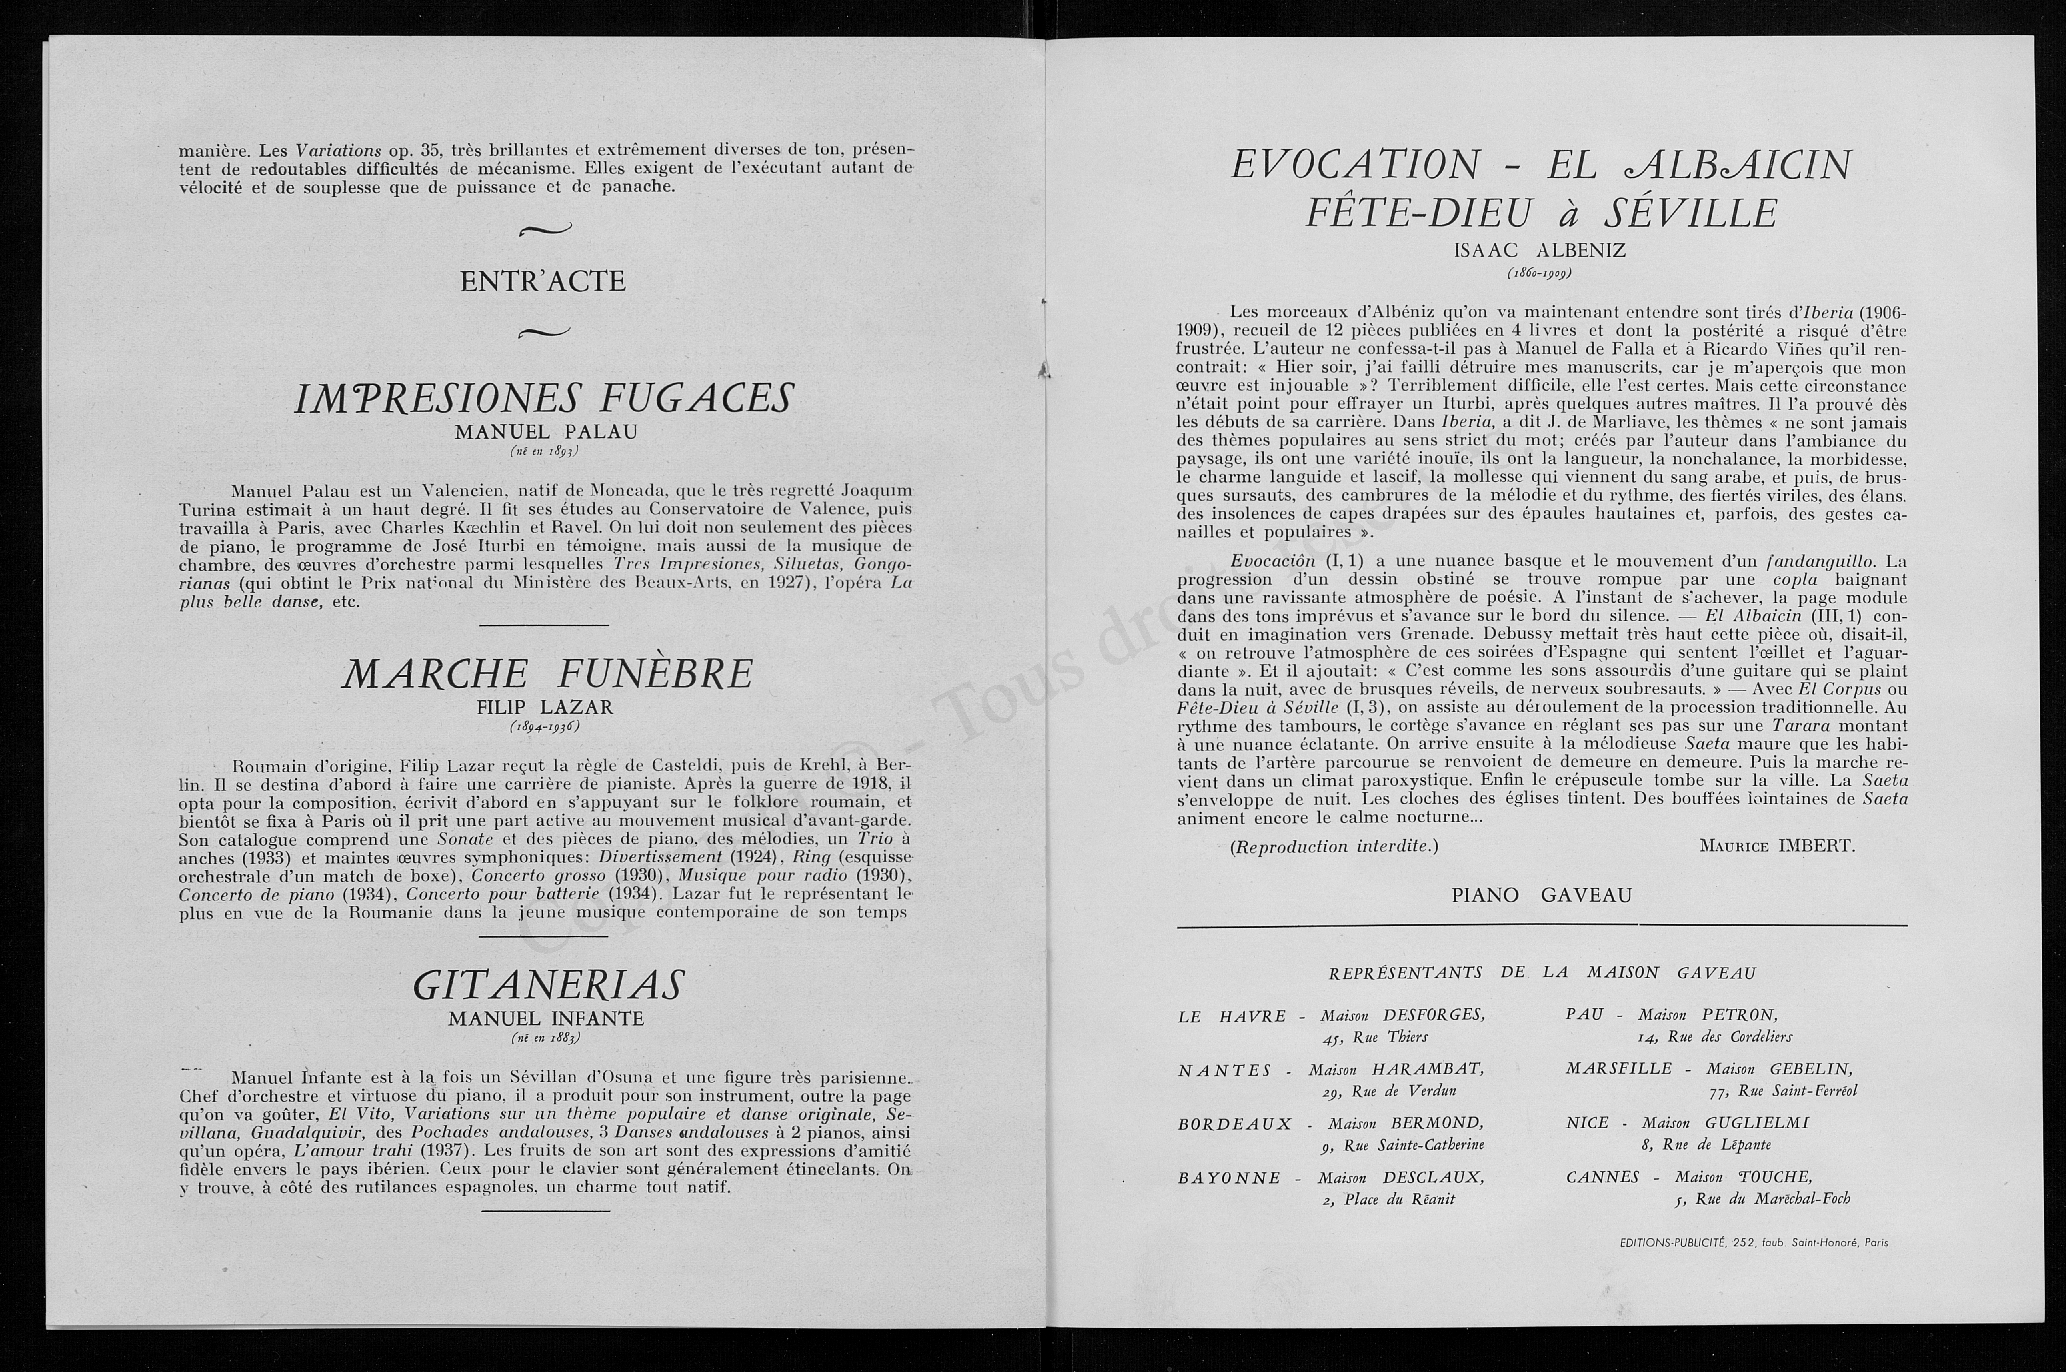 manière. Les Variations op. 35, très brillantes et extrêmement diverses de ton, présen-
tent de redoutables difficultés de mécanisme. Elles exigent de l'exécutant autant de
vélocité et de souplesse que de puissance et de panache.
ENTR'ACTE
IMPRESIONES FUGACES
MANUEL PALAU
(né en 1893)
Manuel Palau est un Valencien, natif de Moncada, que le très regretté Joaquim
Turina estimait à un haut degré. Il fit ses études au Conservatoire de Valence, puis
travailla à Paris, avec Charles Kœchlin et Ravel. On lui doit non seulement des pièces
de piano, le programme de José Iturbi en témoigne, mais aussi de la musique de
chambre, des œuvres d'orchestre parmi lesquelles Tres Impresiones, Siluetas, Gongo-
rianas (qui obtint le Prix national du Ministère des Beaux-Arts, en 1927), l'opéra La
plus belle danse, etc.
MARCHE FUNÈBRE
FILIP LAZAR
(1894-1936)
Roumain d'origine, Filip Lazar reçut la règle de Casteldi, puis de Krehl, à Ber-
lin. Il se destina d'abord à faire une carrière de pianiste. Après la guerre de 1918, il
opta pour la composition, écrivit d'abord en s'appuyant sur le folklore roumain, et
bientôt se fixa à Paris où il prit une part active au mouvement musical d'avant-garde.
Son catalogue comprend une Sonate et des pièces de piano, des mélodies, un Trio à
anches (1933) et maintes œuvres symphoniques: Divertissement (1924), Ring (esquisse
orchestrale d'un match de boxe), Concerto grosso (1930), Musique pour radio (1930),
Concerto de piano (1934), Concerto pour batterie (1934). Lazar fut le représentant le
plus en vue de la Roumanie dans la jeune musique contemporaine de son temps
GITANERIAS
MANUEL INFANTE
(né en 1883)
Manuel Infante est à la fois un Sévillan d'Osuna et une figure très parisienne.
Chef d'orchestre et virtuose du piano, il a produit pour son instrument, outre la page
qu'on va goûter, El Vito, Variations sur un thème populaire et danse originale, Se-
villana, Guadalquivir, des Pochades andalouses, 3 Danses andalouses à 2 pianos, ainsi
qu'un opéra, L'amour trahi (1937). Les fruits de son art sont des expressions d'amitié
fidèle envers le pays ibérien. Ceux pour le clavier sont généralement étincelants. On
y trouve, à côté des rutilances espagnoles, un charme tout natif.
EVOCATION - EL ALBAICIN
FÊTE-DIEU à SÉVILLE
ISAAC ALBENIZ
(1860-1909)
Les morceaux d'Albéniz qu'on va maintenant entendre sont tirés d'Iberia (1906-
1909), recueil de 12 pièces publiées en 4 livres et dont la postérité a risqué d'être
frustrée. L'auteur ne confessa-t-il pas à Manuel de Falla et à Ricardo Viñes qu'il ren-
contrait: « Hier soir, j'ai failli détruire mes manuscrits, car je m'aperçois que mon
œuvre est injouable »? Terriblement difficile, elle l'est certes. Mais cette circonstance
n'était point pour effrayer un Iturbi, après quelques autres maîtres. Il l'a prouvé dès
les débuts de sa carrière. Dans Iberia, a dit J. de Marliave, les thèmes « ne sont jamais
des thèmes populaires au sens strict du mot; créés par l'auteur dans l'ambiance du
paysage, ils ont une variété inouïe, ils ont la langueur, la nonchalance, la morbidesse,
le charme languide et lascif, la mollesse qui viennent du sang arabe, et puis, de brus-
ques sursauts, des cambrures de la mélodie et du rythme, des fiertés viriles, des élans,
des insolences de capes drapées sur des épaules hautaines et, parfois, des gestes ca-
nailles et populaires ».
Evocaciôn (I, 1) a une nuance basque et le mouvement d'un fandanguillo. La
progression d'un dessin obstiné se trouve rompue par une copla baignant
dans une ravissante atmosphère de poésie. A l'instant de s'achever, la page module
dans des tons imprévus et s'avance sur le bord du silence. — El Albaicin (III, 1) con-
duit en imagination vers Grenade. Debussy mettait très haut cette pièce où, disait-il,
« on retrouve l'atmosphère de ces soirées d'Espagne qui sentent l'œillet et l'aguar-
diante ». Et il ajoutait: « C'est comme les sons assourdis d'une guitare qui se plaint
dans la nuit, avec de brusques réveils, de nerveux soubresauts. » — Avec El Corpus ou
Fête-Dieu à Séville (I, 3), on assiste au déroulement de la procession traditionnelle. Au
rythme des tambours, le cortège s'avance en réglant ses pas sur une Tarara montant
à une nuance éclatante. On arrive ensuite à la mélodieuse Saeta maure que les habi-
tants de l'artère parcourue se renvoient de demeure en demeure. Puis la marche re-
vient dans un climat paroxystique. Enfin le crépuscule tombe sur la ville. La Saeta
s'enveloppe de nuit. Les cloches des églises tintent. Des bouffées lointaines de Saeta
animent encore le calme nocturne...
(Reproduction interdite.) MAURICE IMBERT.
PIANO GAVEAU
REPRÉSENTANTS DE LA MAISON GAVEAU
LE HAVRE - Maison DESFORGES,
45, Rue Thiers
NANTES - Maison HARAMBAT,
29, Rue de Verdun
BORDEAUX - Maison BERMOND,
9, Rue Sainte-Catherine
BAYONNE - Maison DESCLAUX,
2, Place du Réanit
PAU - Maison PETRON,
14, Rue des Cordeliers
MARSEILLE - Maison GEBELIN,
77, Rue Saint-Ferréol
NICE - Maison GUGLIELMI
8, Rue de Lépante
CANNES - Maison TOUCHE,
5, Rue du Maréchal-Foch
EDITIONS-PUBLICITÉ, 252, faub. Saint-Honoré, Paris
Copyright © - Tous droits réservés